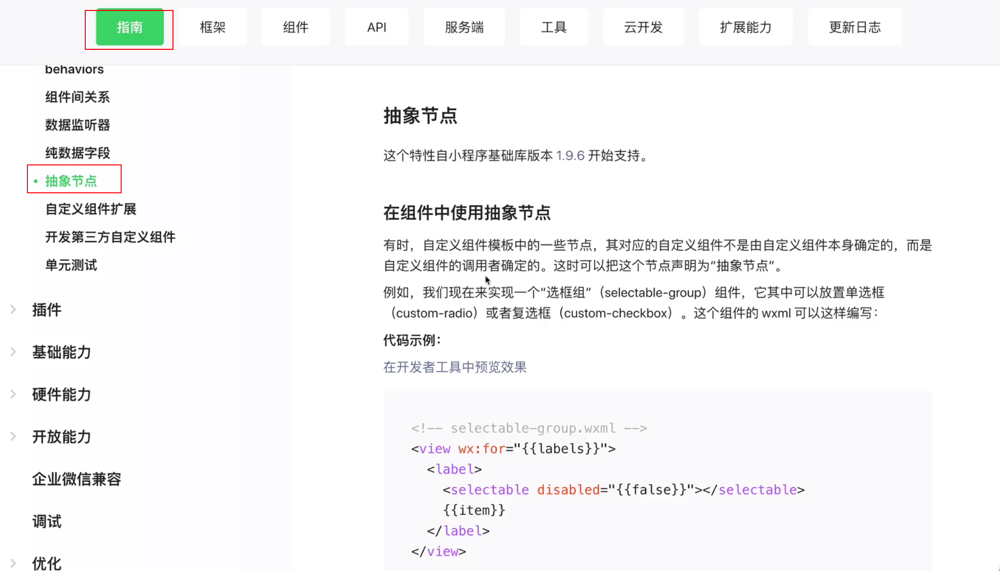 指南
框架
组件
API
服务端
工具
云开发
扩展能力
更新日志
behaviors
组件间关系
数据监听器
纯数据字段
抽象节点
自定义组件扩展
开发第三方自定义组件
单元测试
插件
基础能力
硬件能力
开放能力
企业微信兼容
调试
优化
抽象节点
这个特性自小程序基础库版本 1.9.6 开始支持。
在组件中使用抽象节点
有时，自定义组件模板中的一些节点，其对应的自定义组件不是由自定义组件本身确定的，而是
自定义组件的调用者确定的。这时可以把这个节点声明为“抽象节点”。
例如，我们现在来实现一个“选框组”（selectable-group）组件，它其中可以放置单选框
（custom-radio）或者复选框（custom-checkbox）。这个组件的 wxml 可以这样编写：
代码示例：
在开发者工具中预览效果
<!-- selectable-group.wxml -->
<view wx:for="{{labels}}">
  <label>
    <selectable disabled="{{false}}"></selectable>
    {{item}}
  </label>
</view>